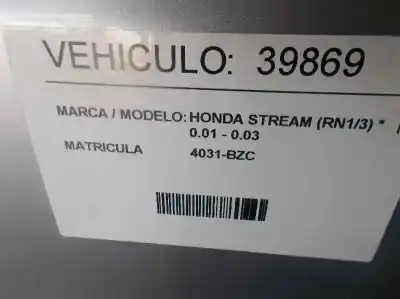 VEHICULO: 39869
MARCA / MODELO: HONDA STREAM (RN1/3) *
0.01 - 0.03
MATRICULA 4031-BZC